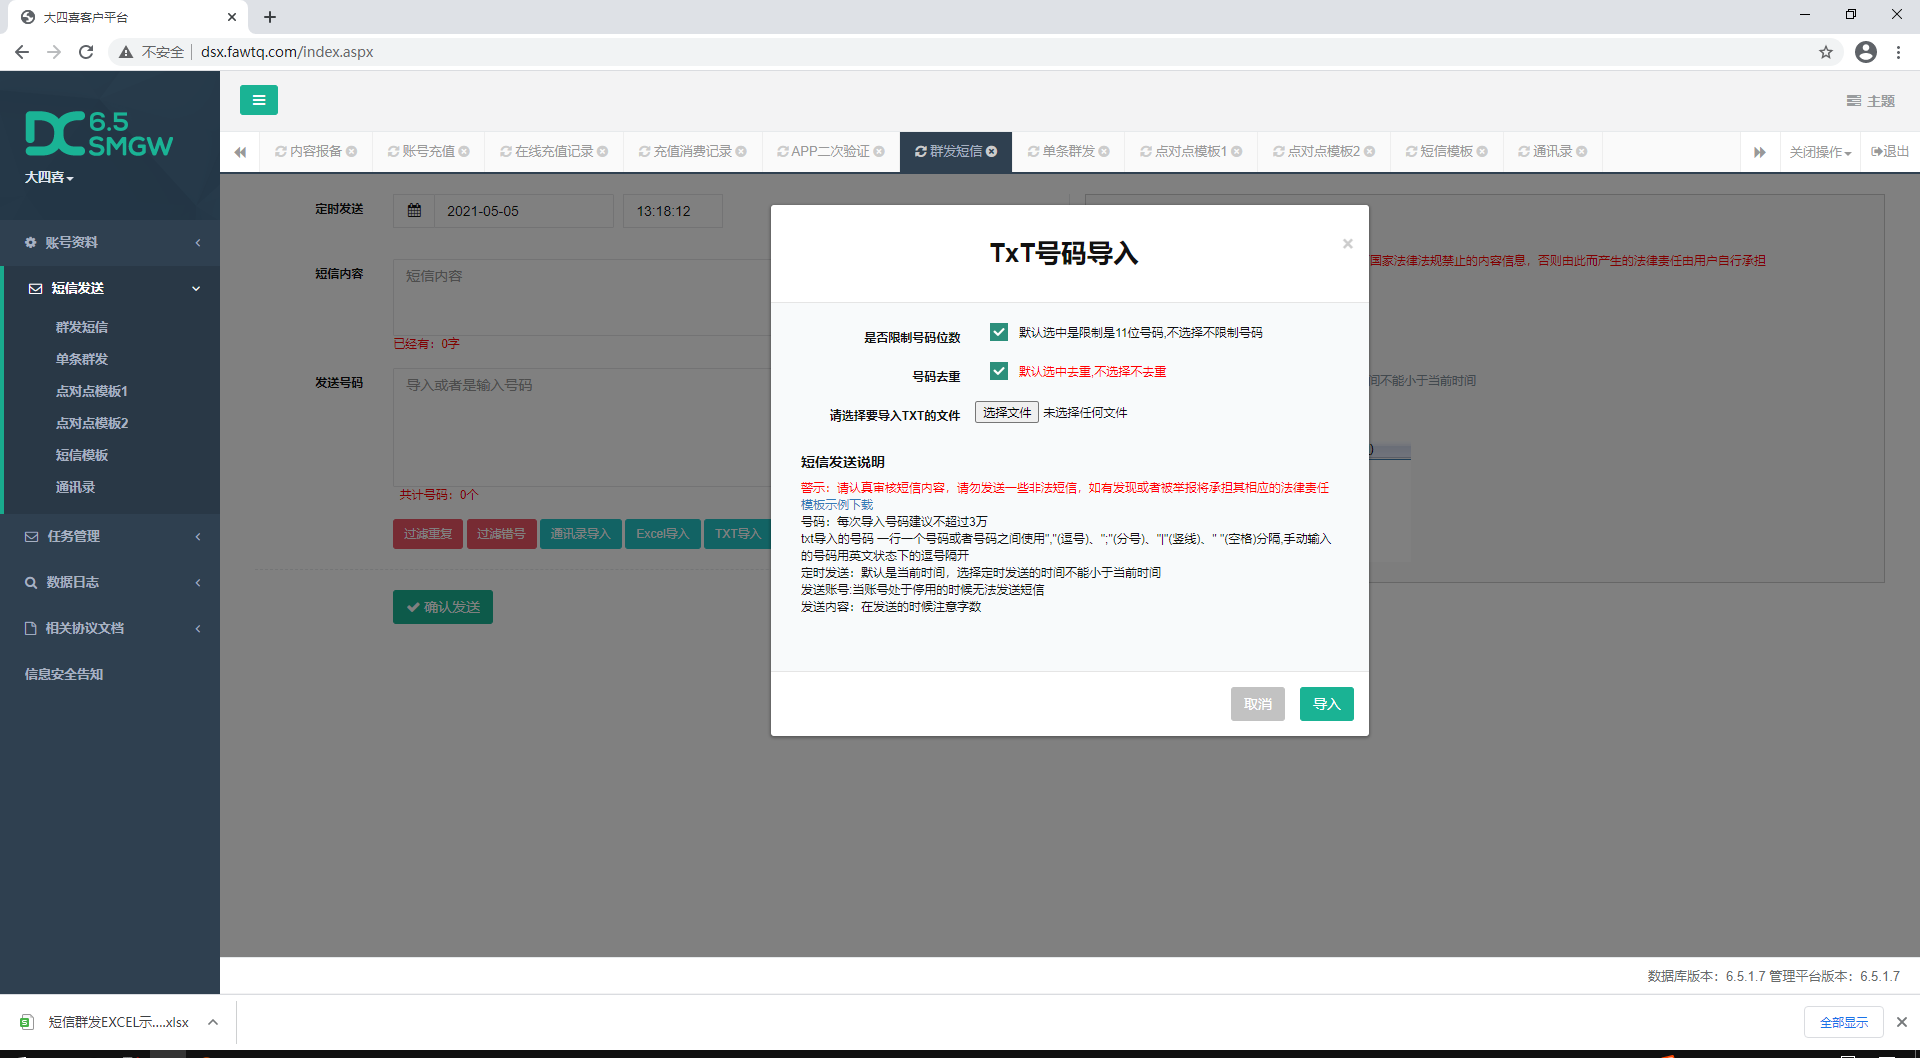 大四喜客户平台
不安全
dsx.fawtq.com/index.aspx
DC 6.5 SMGW
大四喜
主题
内容报备
账号充值
在线充值记录
充值消费记录
APP二次验证
群发短信
单条群发
点对点模板1
点对点模板2
短信模板
通讯录
关闭操作
退出
账号资料
短信发送
群发短信
单条群发
点对点模板1
点对点模板2
短信模板
通讯录
任务管理
数据日志
相关协议文档
信息安全告知
定时发送
2021-05-05
13:18:12
短信内容
短信内容
已经有：0字
发送号码
导入或者是输入号码
共计号码：0个
过滤重复
过滤错号
通讯录导入
Excel导入
TXT导入
确认发送
国家法律法规禁止的内容信息，否则由此而产生的法律责任由用户自行承担
间不能小于当前时间
TxT号码导入
×
是否限制号码位数
默认选中是限制是11位号码,不选择不限制号码
号码去重
默认选中去重,不选择不去重
请选择要导入TXT的文件
选择文件 未选择任何文件
短信发送说明
警示：请认真审核短信内容，请勿发送一些非法短信，如有发现或者被举报将承担其相应的法律责任
模板示例下载
号码：每次导入号码建议不超过3万
txt导入的号码 一行一个号码或者号码之间使用","(逗号)、";"(分号)、"|"(竖线)、" "(空格)分隔,手动输入
的号码用英文状态下的逗号隔开
定时发送：默认是当前时间，选择定时发送的时间不能小于当前时间
发送账号:当账号处于停用的时候无法发送短信
发送内容：在发送的时候注意字数
取消
导入
数据库版本：6.5.1.7 管理平台版本：6.5.1.7
短信群发EXCEL示....xlsx
全部显示